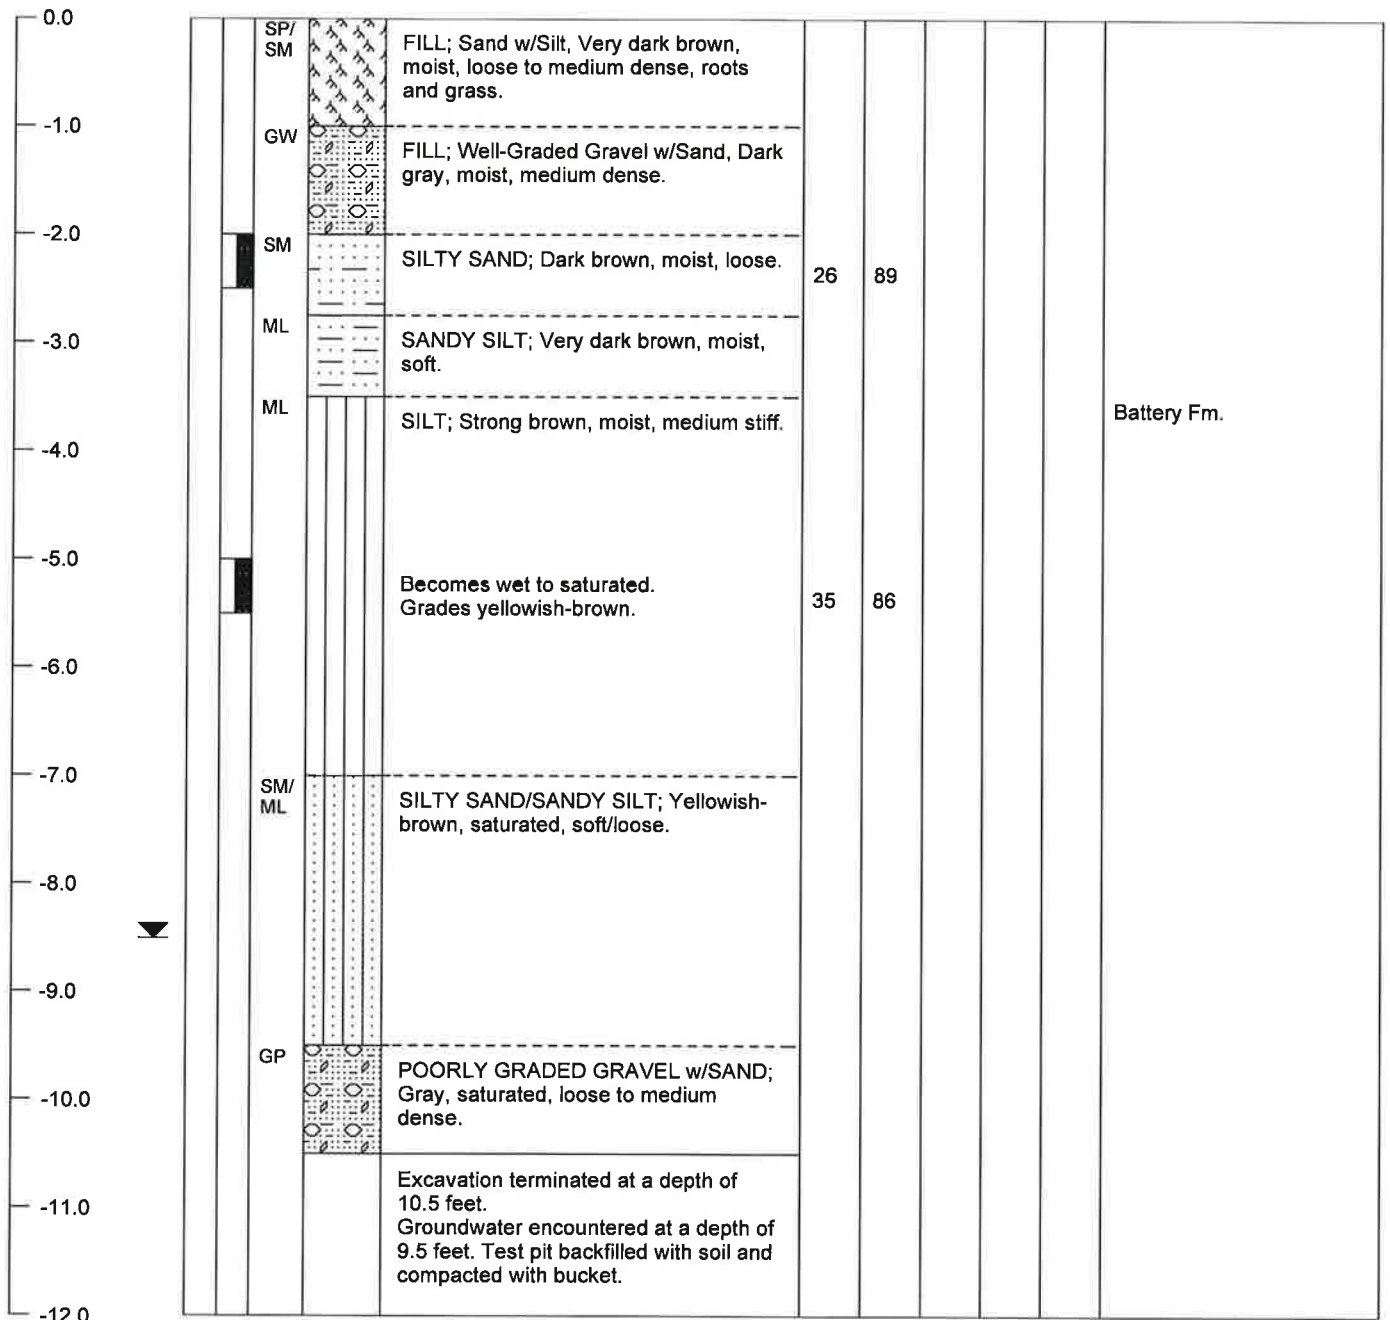 0.0
SP/
SM
FILL; Sand w/Silt, Very dark brown,
moist, loose to medium dense, roots
and grass.
-1.0
GW
FILL; Well-Graded Gravel w/Sand, Dark
gray, moist, medium dense.
-2.0
SM
SILTY SAND; Dark brown, moist, loose.
26 89
ML
-3.0
SANDY SILT; Very dark brown, moist,
soft.
ML
SILT; Strong brown, moist, medium stiff.
Battery Fm.
-4.0
-5.0
Becomes wet to saturated.
Grades yellowish-brown.
35 86
-6.0
-7.0
SM/
ML
SILTY SAND/SANDY SILT; Yellowish-
brown, saturated, soft/loose.
-8.0
-9.0
GP
POORLY GRADED GRAVEL w/SAND;
Gray, saturated, loose to medium
dense.
-10.0
Excavation terminated at a depth of
10.5 feet.
-11.0
Groundwater encountered at a depth of
9.5 feet. Test pit backfilled with soil and
compacted with bucket.
-12.0